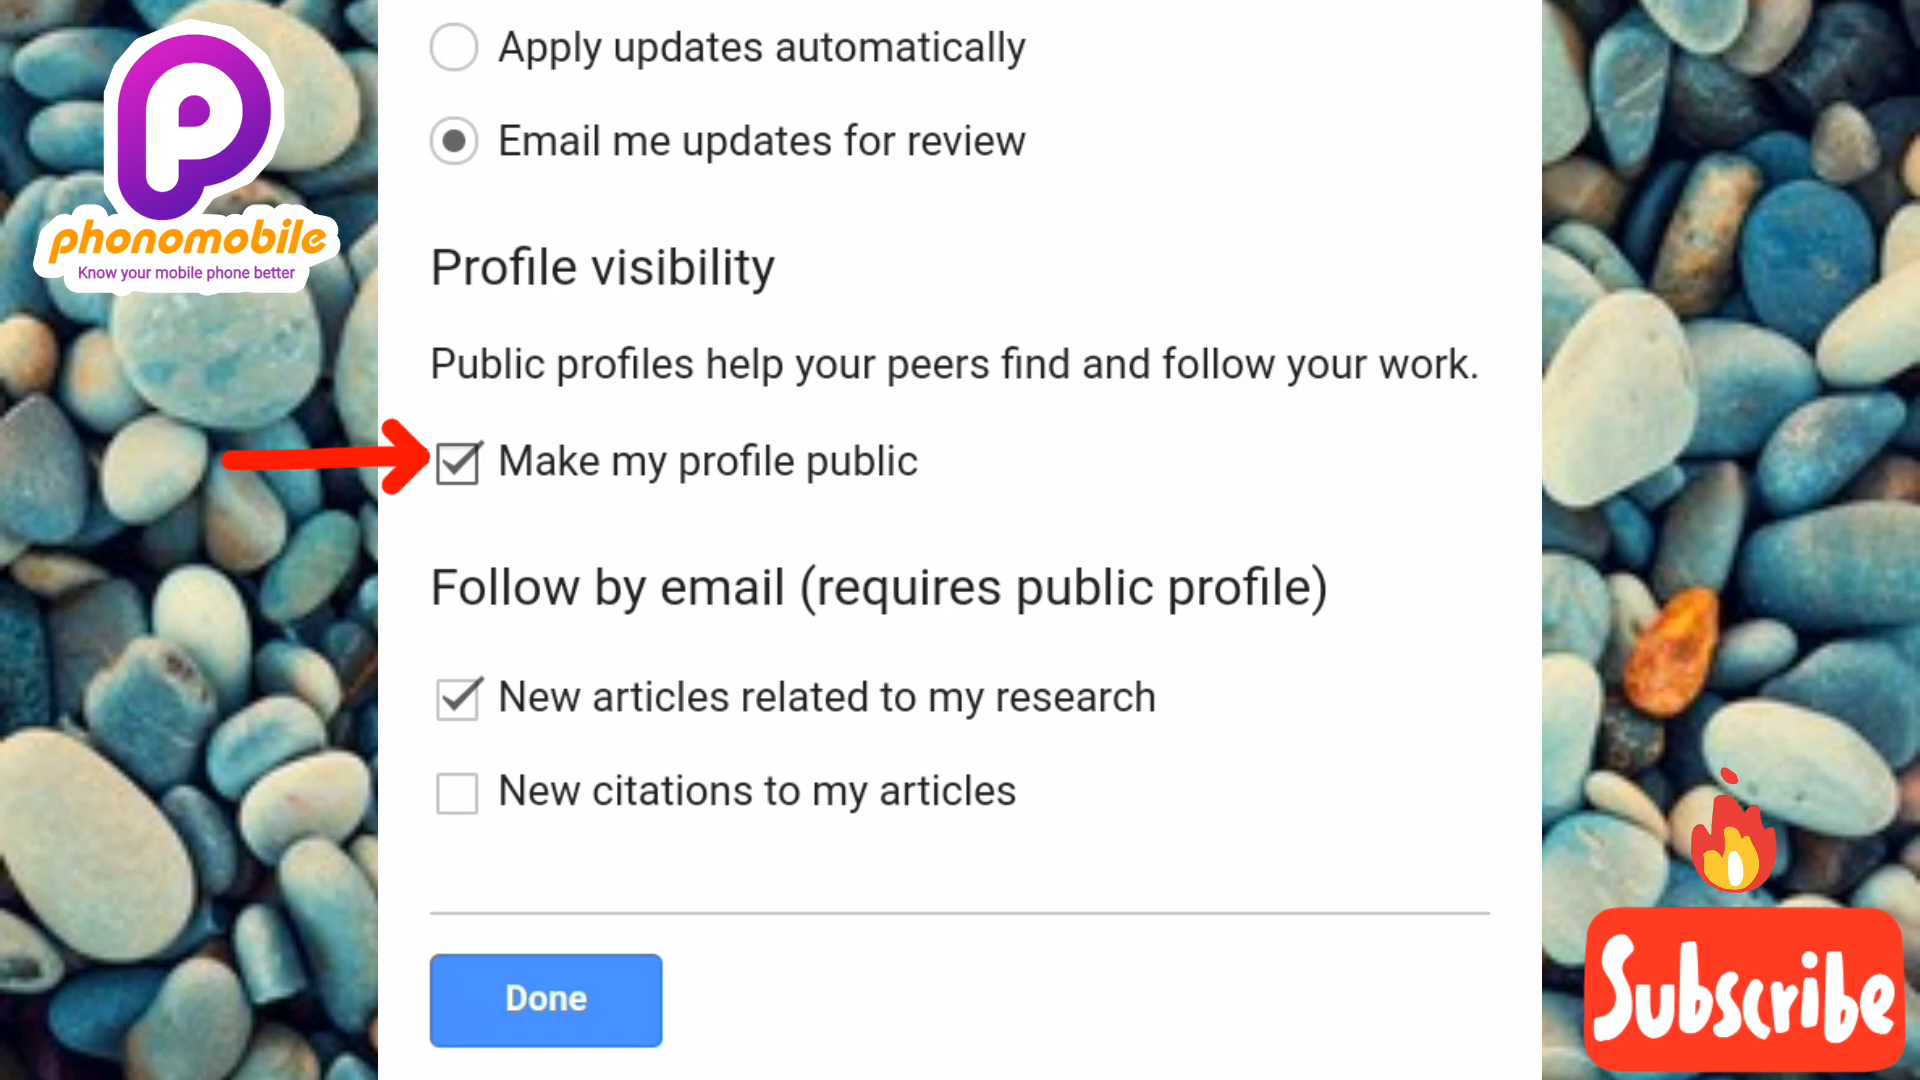 phonomobile
Know your mobile phone better
Apply updates automatically
Email me updates for review
Profile visibility
Public profiles help your peers find and follow your work.
Make my profile public
Follow by email (requires public profile)
New articles related to my research
New citations to my articles
Done
Subscribe